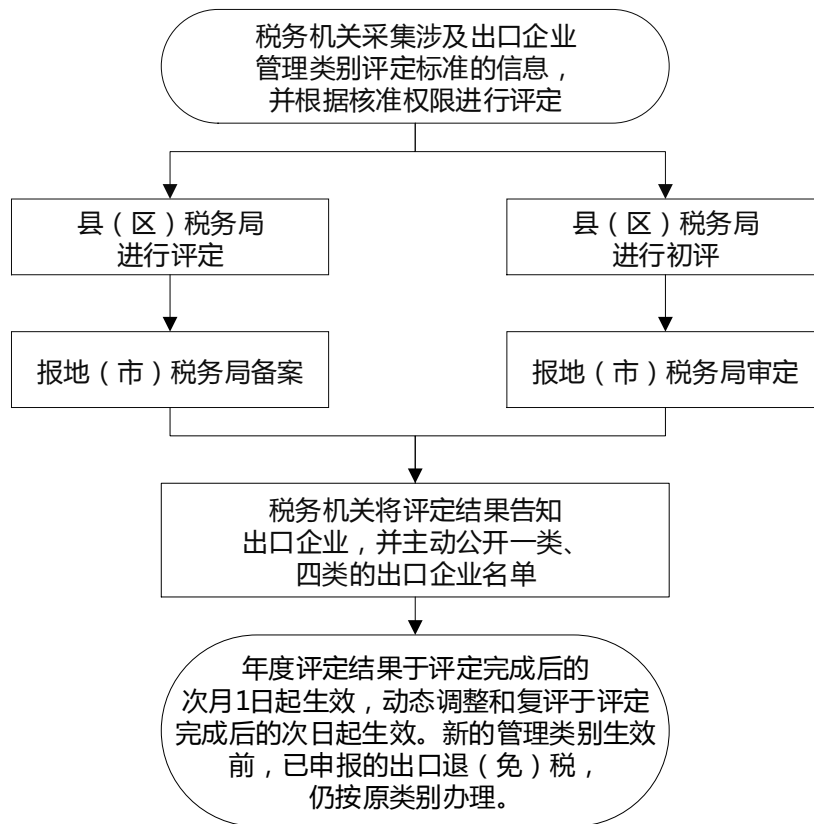 税务机关采集涉及出口企业
管理类别评定标准的信息，
并根据核准权限进行评定
县（区）税务局
进行评定
县（区）税务局
进行初评
报地（市）税务局备案
报地（市）税务局审定
税务机关将评定结果告知
出口企业，并主动公开一类、
四类的出口企业名单
年度评定结果于评定完成后的
次月1日起生效，动态调整和复评于评定
完成后的次日起生效。新的管理类别生效
前，已申报的出口退（免）税，
仍按原类别办理。